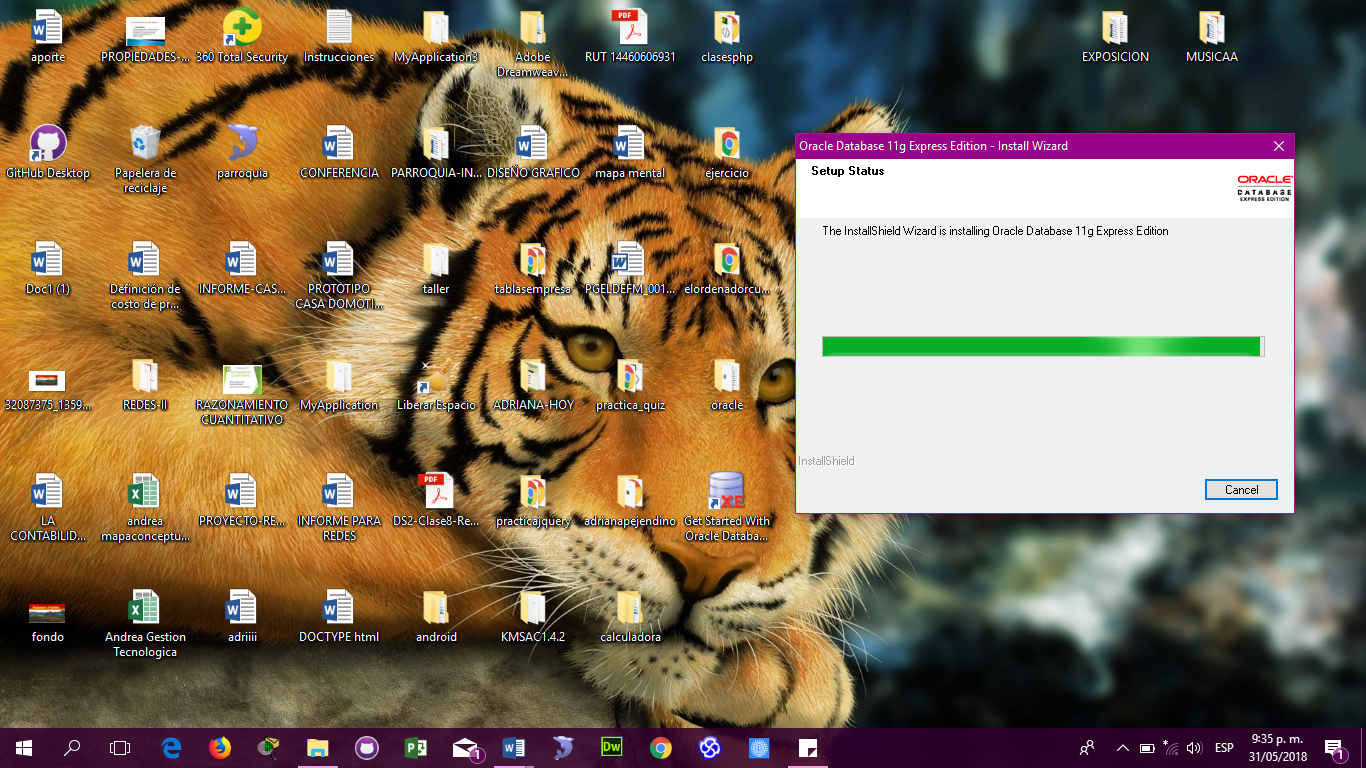 aporte
PROPIEDADES-...
360 Total Security
Instrucciones
MyApplication3
Adobe
Dreamweav...
PDF
RUT 14460606931
clasesphp
EXPOSICION
MUSICAA
GitHub Desktop
Papelera de
reciclaje
parroquia
CONFERENCIA
PARROQUIA-IN...
DISEÑO GRAFICO
mapa mental
ejercicio
Doc1 (1)
Definición de
costo de pr...
INFORME-CAS...
PROTOTIPO
CASA DOMOTI...
taller
tablasempresa
PGELDEFM_001...
elordenadorcu...
32087375_1359...
REDES-II
RAZONAMIENTO
CUANTITATIVO
MyApplication
Liberar Espacio
ADRIANA-HOY
practica_quiz
oracle
LA
CONTABILID...
andrea
mapaconceptu...
PROYECTO-RE...
INFORME PARA
REDES
PDF
DS2-Clase8-Re...
practicajquery
adrianapejendino
XE
Get Started With
Oracle Databa...
fondo
Andrea Gestion
Tecnologica
adriiii
DOCTYPE html
android
KMSAC1.4.2
calculadora
Oracle Database 11g Express Edition - Install Wizard
Setup Status
ORACLE
DATABASE
EXPRESS EDITION
The InstallShield Wizard is installing Oracle Database 11g Express Edition
InstallShield
Cancel
1
Dw
ESP
9:35 p. m.
31/05/2018
1